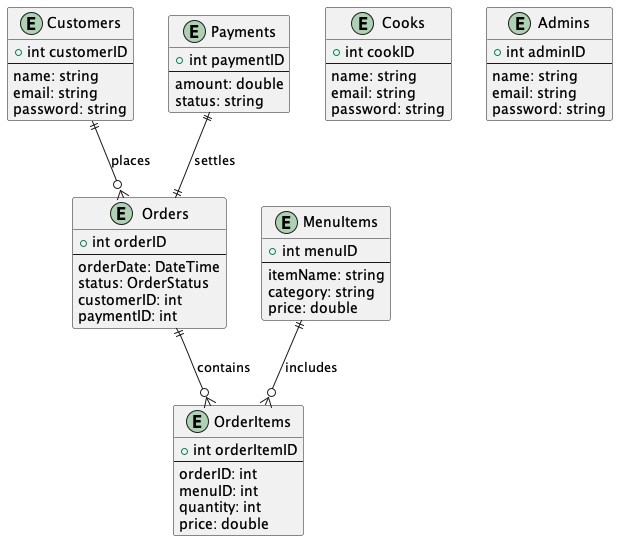 E Customers
int customerID
name: string
email: string
password: string
E Payments
int paymentID
amount: double
status: string
E Cooks
int cookID
name: string
email: string
password: string
E Admins
int adminID
name: string
email: string
password: string
places
settles
E Orders
int orderID
orderDate: DateTime
status: OrderStatus
customerID: int
paymentID: int
E MenuItems
int menuID
itemName: string
category: string
price: double
contains
includes
E OrderItems
int orderItemID
orderID: int
menuID: int
quantity: int
price: double